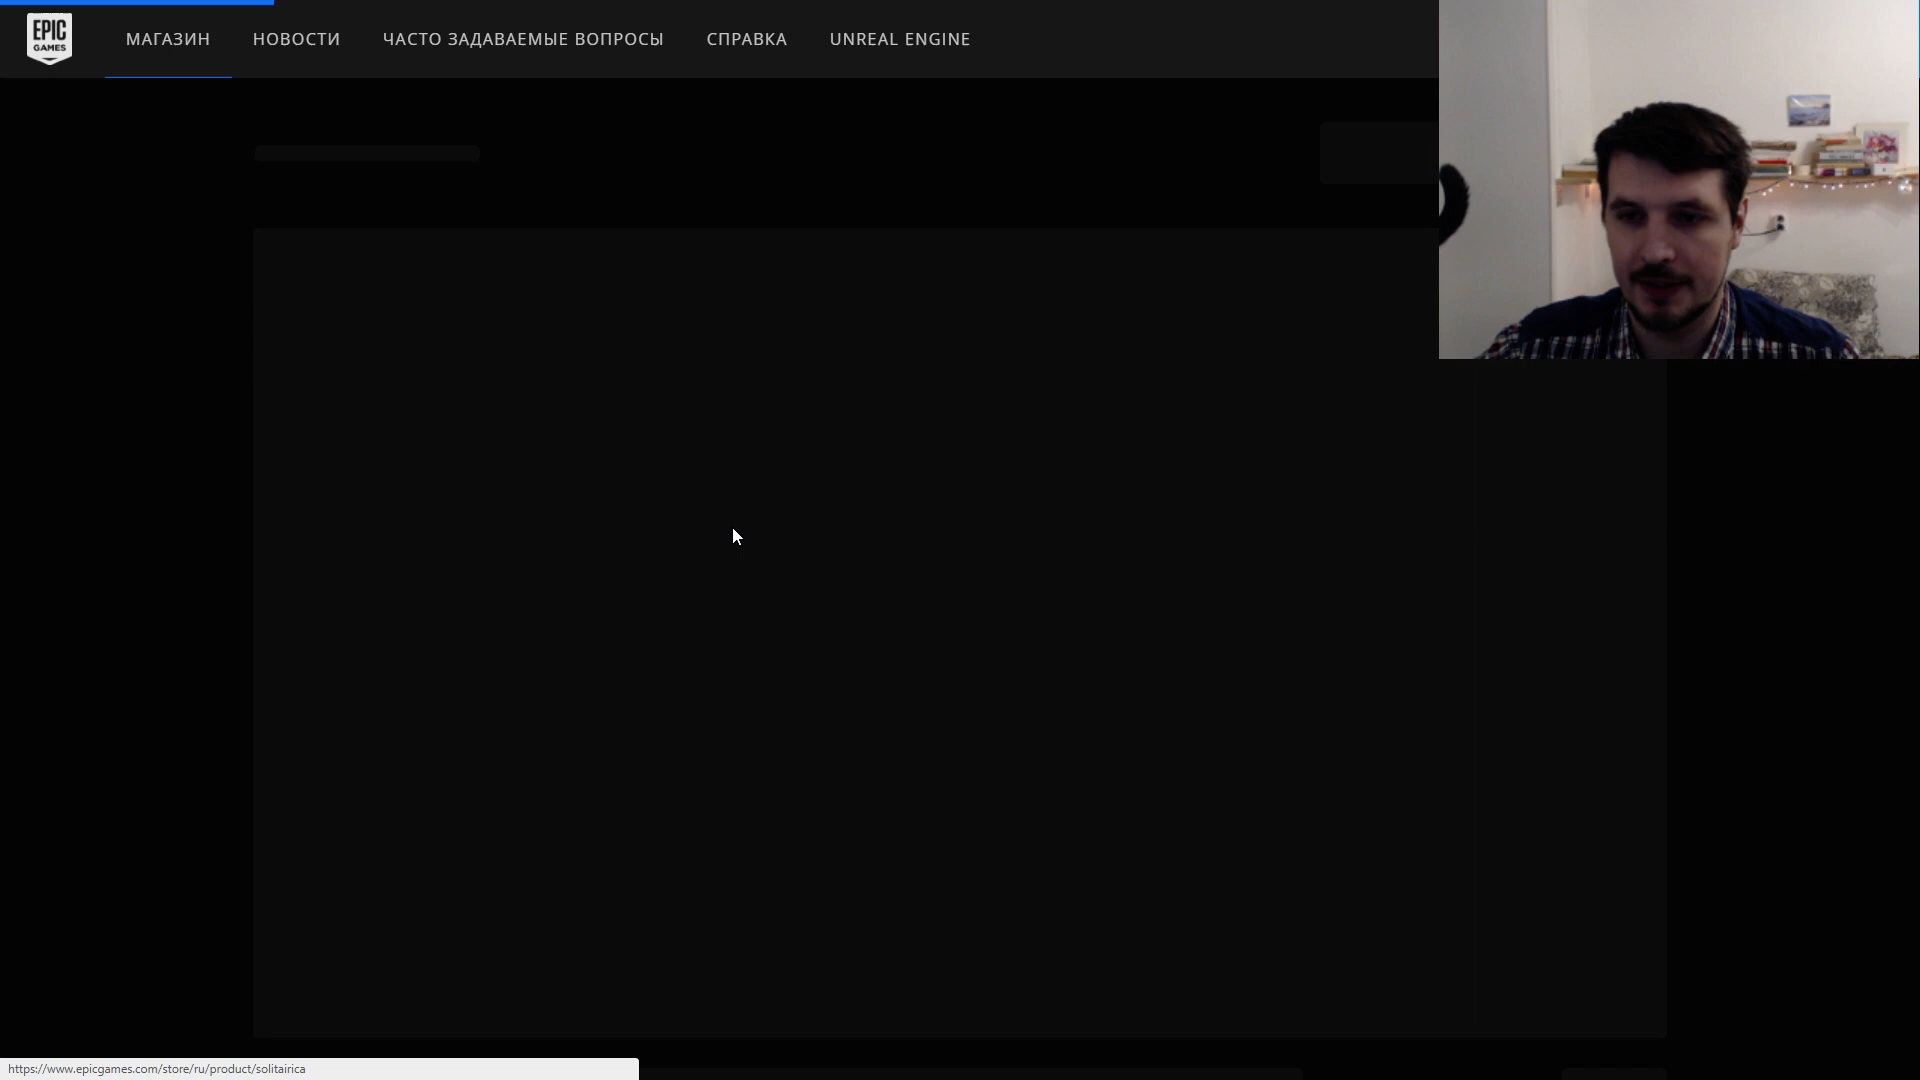 EPIC
GAMES
МАГАЗИН
НОВОСТИ
ЧАСТО ЗАДАВАЕМЫЕ ВОПРОСЫ
СПРАВКА
UNREAL ENGINE
https://www.epicgames.com/store/ru/product/solitairica